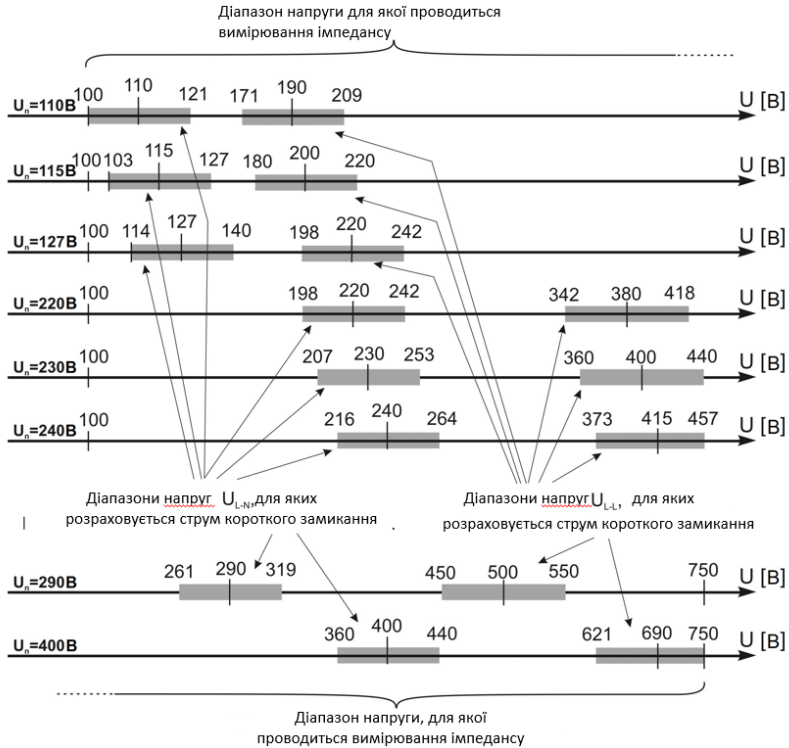 Діапазон напруги для якої проводиться
вимірювання імпедансу
100 110 121 171 190 209 U [В]
Uₙ=110В
100 103 115 127 180 200 220 U [В]
Uₙ=115В
100 114 127 140 198 220 242 U [В]
Uₙ=127В
100 198 220 242 342 380 418 U [В]
Uₙ=220В
100 207 230 253 360 400 440 U [В]
Uₙ=230В
100 216 240 264 373 415 457 U [В]
Uₙ=240В
Діапазони напруг U L-N, для яких
розраховується струм короткого замикання
Діапазони напруг U L-L, для яких
розраховується струм короткого замикання
261 290 319 450 500 550 750 U [В]
Uₙ=290В
360 400 440 621 690 750 U [В]
Uₙ=400В
Діапазон напруги, для якої
проводиться вимірювання імпедансу